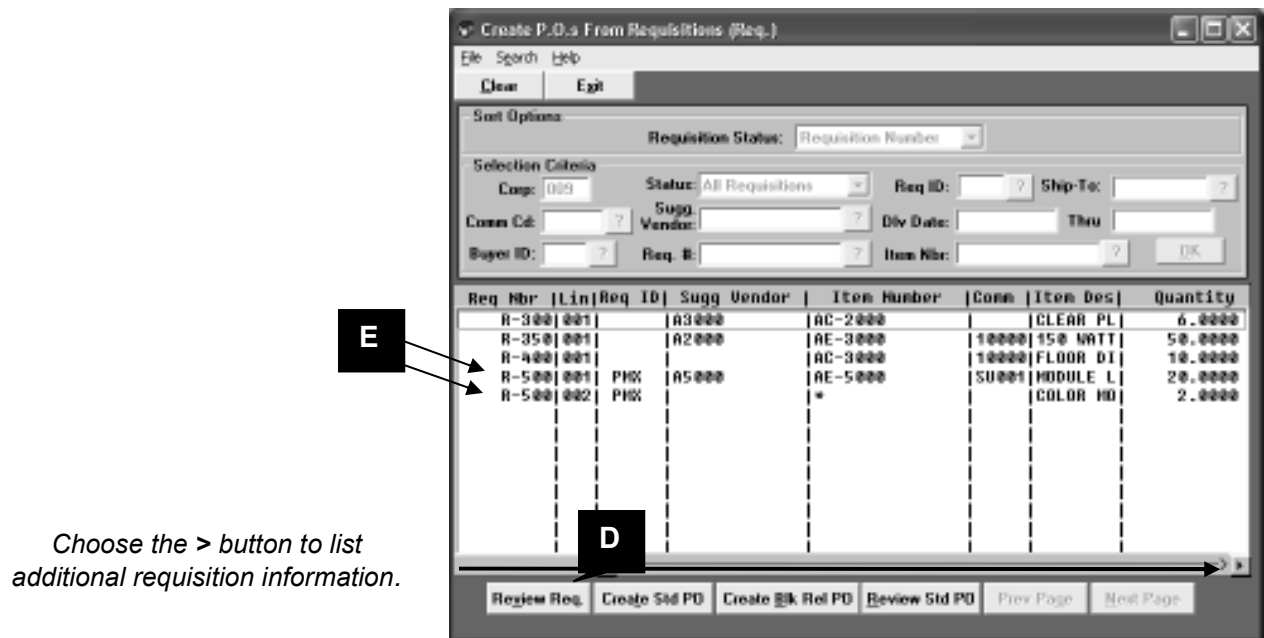 Create P.O.s From Requisitions (Req.)
File Search Help
Clear Exit
Sort Options
Requisition Status: Requisition Number
Selection Criteria
Corp: 009 Status: All Requisitions Req ID: ? Ship-To: ?
Comm Cd: ? Sugg. Vendor: ? Dlv Date: Thru
Buyer ID: ? Req. #: ? Item Nbr: ? OK
Req Nbr |Lin|Req ID| Sugg Vendor | Item Number |Comm |Item Des| Quantity
R-300|001| |A3000 |AC-2000 | |CLEAR PL| 6.0000
E
R-350|001| |A2000 |AE-3000 |10000|150 WATT| 50.0000
R-400|001| | |AC-3000 |10000|FLOOR DI| 10.0000
R-500|001| PMX |A5000 |AE-5000 |SU001|MODULE L| 20.0000
R-500|002| PMX | |* | |COLOR MO| 2.0000
D
Choose the > button to list
additional requisition information.
Review Req. Create Std PO Create Blk Rel PO Review Std PO Prev Page Next Page